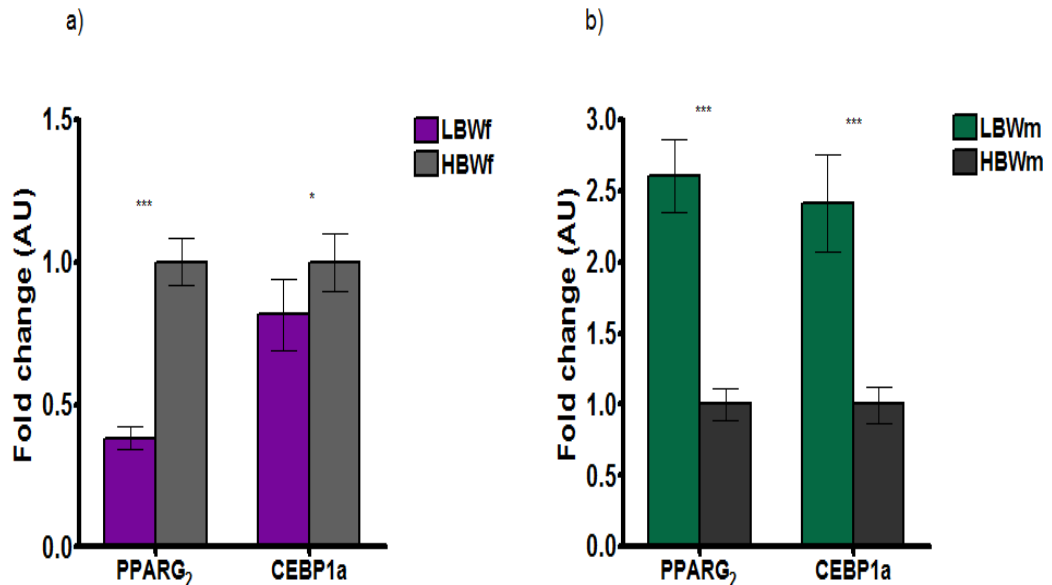 a)
Fold change (AU)
1.5
1.0
0.5
0.0
***
*
LBWf
HBWf
PPARG₂
CEBP1a
b)
Fold change (AU)
3.0
2.5
2.0
1.5
1.0
0.5
0.0
***
***
LBWm
HBWm
PPARG₂
CEBP1a